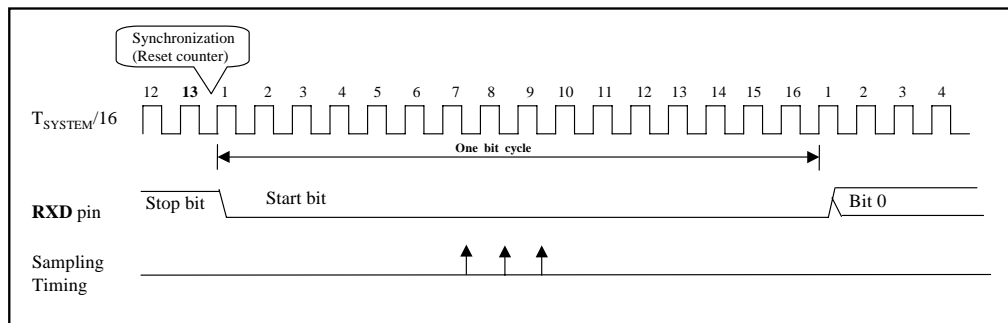 Synchronization
(Reset counter)
12 13 1 2 3 4 5 6 7 8 9 10 11 12 13 14 15 16 1 2 3 4
TSYSTEM/16
One bit cycle
Stop bit
Start bit
Bit 0
RXD pin
Sampling
Timing